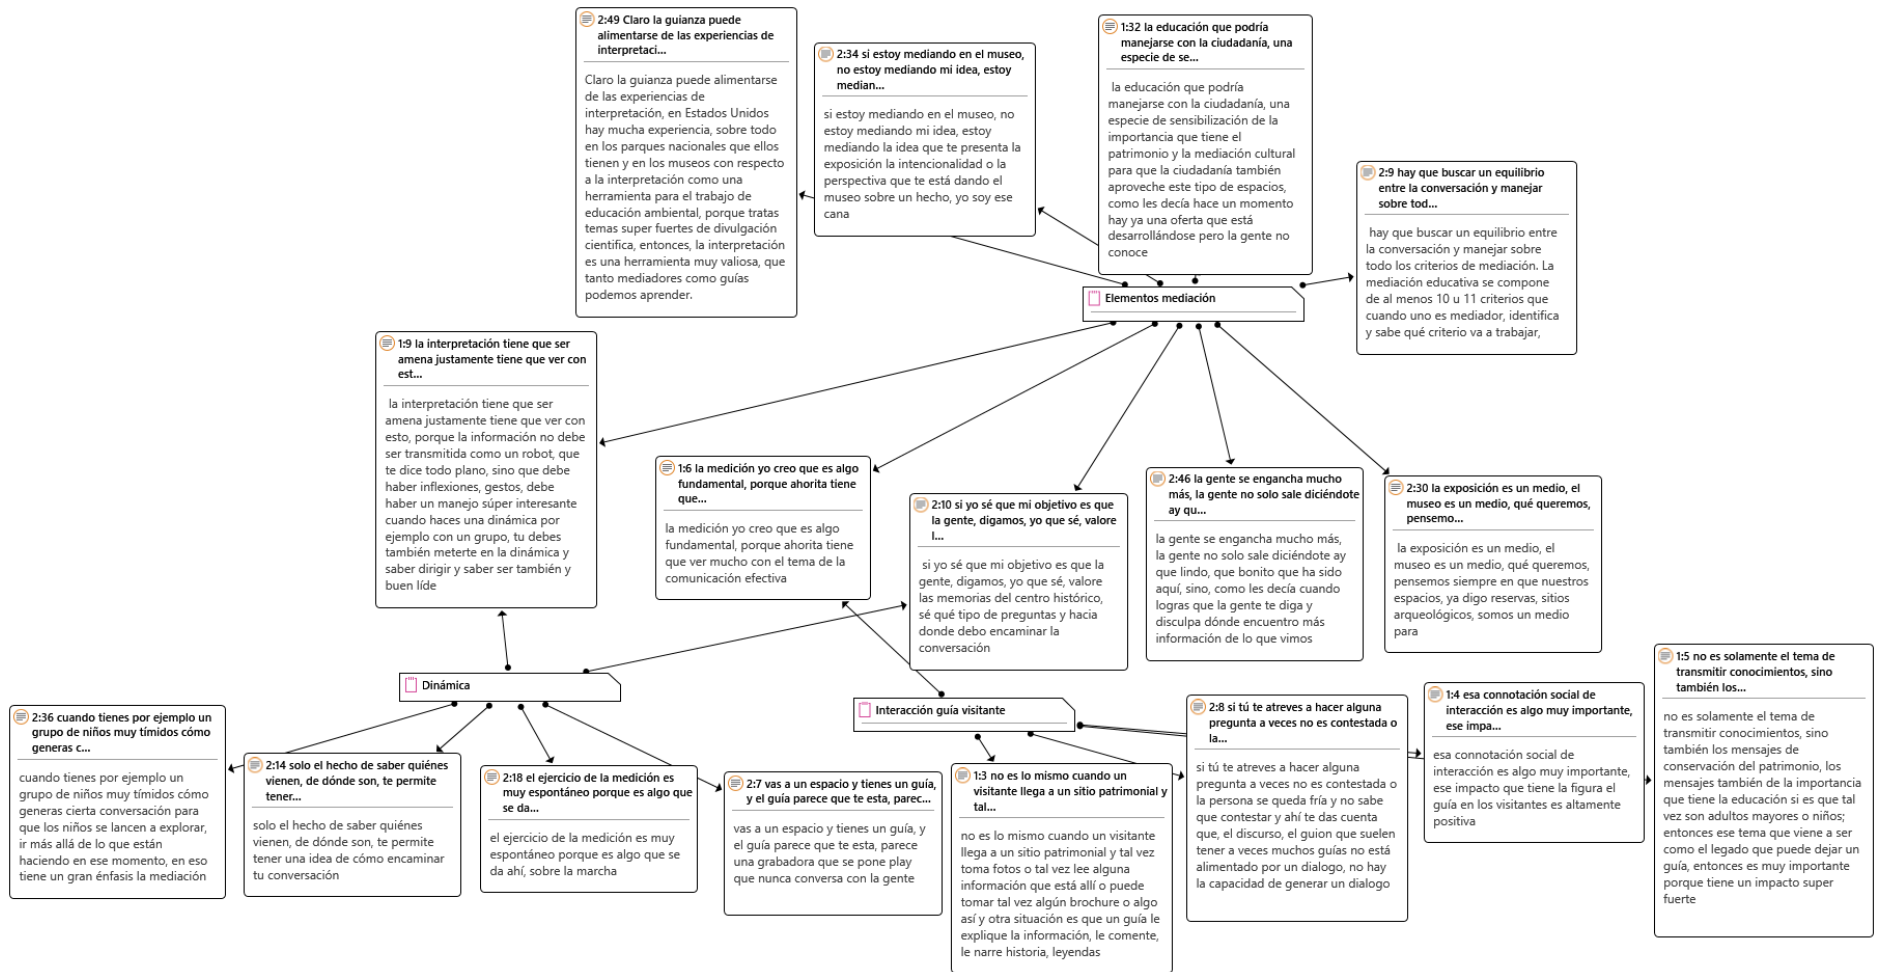 2:49 Claro la guianza puede
alimentarse de las experiencias de
interpretaci...
Claro la guianza puede alimentarse
de las experiencias de
interpretación, en Estados Unidos
hay mucha experiencia, sobre todo
en los parques nacionales que ellos
tienen y en los museos con respecto
a la interpretación como una
herramienta para el trabajo de
educación ambiental, porque tratas
temas super fuertes de divulgación
cientifica, entonces, la interpretación
es una herramienta muy valiosa, que
tanto mediadores como guías
podemos aprender.
2:34 si estoy mediando en el museo,
no estoy mediando mi idea, estoy
median...
si estoy mediando en el museo, no
estoy mediando mi idea, estoy
mediando la idea que te presenta la
exposición la intencionalidad o la
perspectiva que te está dando el
museo sobre un hecho, yo soy ese
cana
1:32 la educación que podría
manejarse con la ciudadanía, una
especie de se...
la educación que podría
manejarse con la ciudadanía, una
especie de sensibilización de la
importancia que tiene el
patrimonio y la mediación cultural
para que la ciudadanía también
aproveche este tipo de espacios,
como les decía hace un momento
hay ya una oferta que está
desarrollándose pero la gente no
conoce
2:9 hay que buscar un equilibrio
entre la conversación y manejar
sobre tod...
hay que buscar un equilibrio entre
la conversación y manejar sobre
todo los criterios de mediación. La
mediación educativa se compone
de al menos 10 u 11 criterios que
cuando uno es mediador, identifica
y sabe qué criterio va a trabajar,
Elementos mediación
1:9 la interpretación tiene que ser
amena justamente tiene que ver con
est...
la interpretación tiene que ser
amena justamente tiene que ver con
esto, porque la información no debe
ser transmitida como un robot, que
te dice todo plano, sino que debe
haber inflexiones, gestos, debe
haber un manejo súper interesante
cuando haces una dinámica por
ejemplo con un grupo, tu debes
también meterte en la dinámica y
saber dirigir y saber ser también y
buen líde
1:6 la medición yo creo que es algo
fundamental, porque ahorita tiene
que...
la medición yo creo que es algo
fundamental, porque ahorita tiene
que ver mucho con el tema de la
comunicación efectiva
2:10 si yo sé que mi objetivo es que
la gente, digamos, yo que sé, valore
l...
si yo sé que mi objetivo es que la
gente, digamos, yo que sé, valore
las memorias del centro histórico,
sé qué tipo de preguntas y hacia
donde debo encaminar la
conversación
2:46 la gente se engancha mucho
más, la gente no solo sale diciéndote
ay qu...
la gente se engancha mucho más,
la gente no solo sale diciéndote ay
que lindo, que bonito que ha sido
aquí, sino, como les decía cuando
logras que la gente te diga y
disculpa dónde encuentro más
información de lo que vimos
2:30 la exposición es un medio, el
museo es un medio, qué queremos,
pensemo...
la exposición es un medio, el
museo es un medio, qué queremos,
pensemos siempre en que nuestros
espacios, ya digo reservas, sitios
arqueológicos, somos un medio
para
Dinámica
Interacción guía visitante
2:36 cuando tienes por ejemplo un
grupo de niños muy tímidos cómo
generas c...
cuando tienes por ejemplo un
grupo de niños muy tímidos cómo
generas cierta conversación para
que los niños se lancen a explorar,
ir más allá de lo que están
haciendo en ese momento, en eso
tiene un gran énfasis la mediación
2:14 solo el hecho de saber quiénes
vienen, de dónde son, te permite
tener...
solo el hecho de saber quiénes
vienen, de dónde son, te permite
tener una idea de cómo encaminar
tu conversación
2:18 el ejercicio de la medición es
muy espontáneo porque es algo que
se da...
el ejercicio de la medición es muy
espontáneo porque es algo que se
da ahí, sobre la marcha
2:7 vas a un espacio y tienes un guía,
y el guía parece que te esta, parec...
vas a un espacio y tienes un guía, y
el guía parece que te esta, parece
una grabadora que se pone play
que nunca conversa con la gente
1:3 no es lo mismo cuando un
visitante llega a un sitio patrimonial y
tal...
no es lo mismo cuando un visitante
llega a un sitio patrimonial y tal vez
toma fotos o tal vez lee alguna
información que está allí o puede
tomar tal vez algún brochure o algo
así y otra situación es que un guía le
explique la información, le comente,
le narre historia, leyendas
2:8 si tú te atreves a hacer alguna
pregunta a veces no es contestada o
la...
si tú te atreves a hacer alguna
pregunta a veces no es contestada o
la persona se queda fría y no sabe
que contestar y ahí te das cuenta
que, el discurso, el guion que suelen
tener a veces muchos guías no está
alimentado por un dialogo, no hay
la capacidad de generar un dialogo
1:4 esa connotación social de
interacción es algo muy importante,
ese impa...
esa connotación social de
interacción es algo muy importante,
ese impacto que tiene la figura el
guía en los visitantes es altamente
positiva
1:5 no es solamente el tema de
transmitir conocimientos, sino
también los...
no es solamente el tema de
transmitir conocimientos, sino
también los mensajes de
conservación del patrimonio, los
mensajes también de la importancia
que tiene la educación si es que tal
vez son adultos mayores o niños;
entonces ese tema que viene a ser
como el legado que puede dejar un
guía, entonces es muy importante
porque tiene un impacto super
fuerte